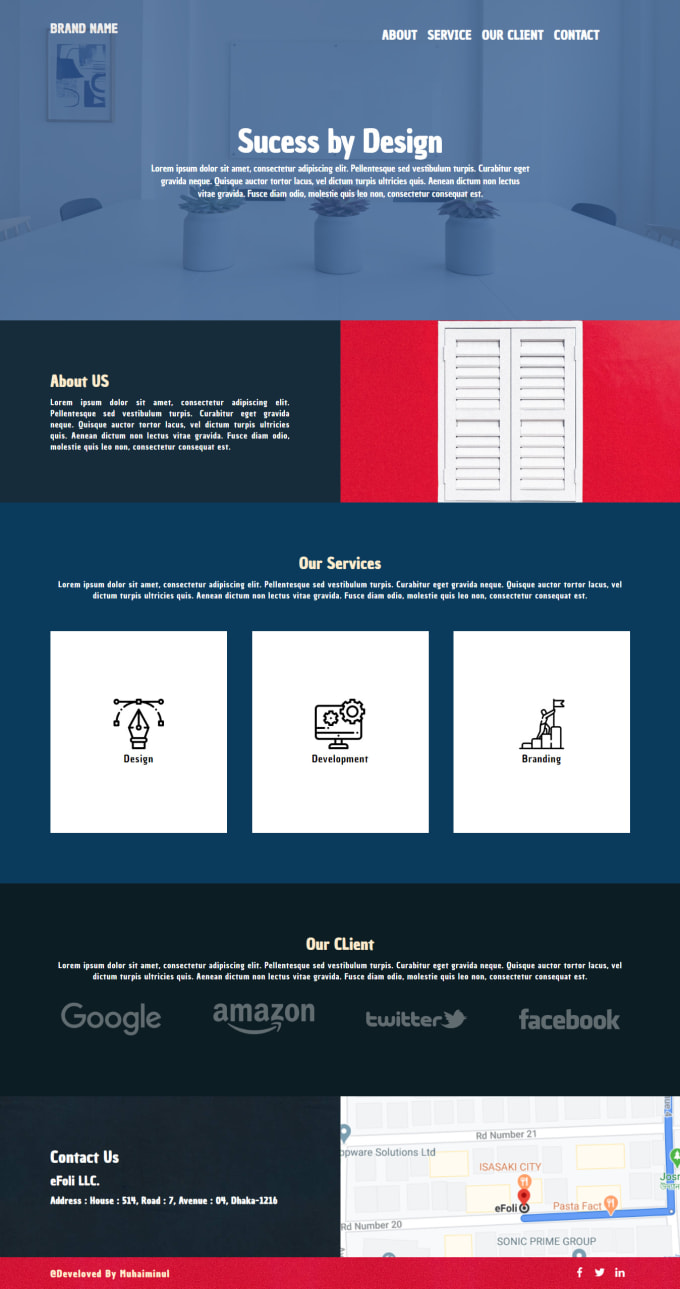 BRAND NAME
ABOUT SERVICE OUR CLIENT CONTACT
Sucess by Design
Lorem ipsum dolor sit amet, consectetur adipiscing elit. Pellentesque sed vestibulum turpis. Curabitur eget
gravida neque. Quisque auctor tortor lacus, vel dictum turpis ultricies quis. Aenean dictum non lectus
vitae gravida. Fusce diam odio, molestie quis leo non, consectetur consequat est.
About US
Lorem ipsum dolor sit amet, consectetur adipiscing elit.
Pellentesque sed vestibulum turpis. Curabitur eget gravida
neque. Quisque auctor tortor lacus, vel dictum turpis ultricies
quis. Aenean dictum non lectus vitae gravida. Fusce diam odio,
molestie quis leo non, consectetur consequat est.
Our Services
Lorem ipsum dolor sit amet, consectetur adipiscing elit. Pellentesque sed vestibulum turpis. Curabitur eget gravida neque. Quisque auctor tortor lacus, vel
dictum turpis ultricies quis. Aenean dictum non lectus vitae gravida. Fusce diam odio, molestie quis leo non, consectetur consequat est.
Design
Development
Branding
Our CLient
Lorem ipsum dolor sit amet, consectetur adipiscing elit. Pellentesque sed vestibulum turpis. Curabitur eget gravida neque. Quisque auctor tortor lacus, vel
dictum turpis ultricies quis. Aenean dictum non lectus vitae gravida. Fusce diam odio, molestie quis leo non, consectetur consequat est.
Google amazon twitter facebook
Contact Us
eFoli LLC.
Address : House : 514, Road : 7, Avenue : 04, Dhaka-1216
Rd Number 21
opware Solutions Ltd
ISASAKI CITY
Josn
eFoli
Pasta Fact
Rd Number 20
SONIC PRIME GROUP
@Develoved By Muhaiminul